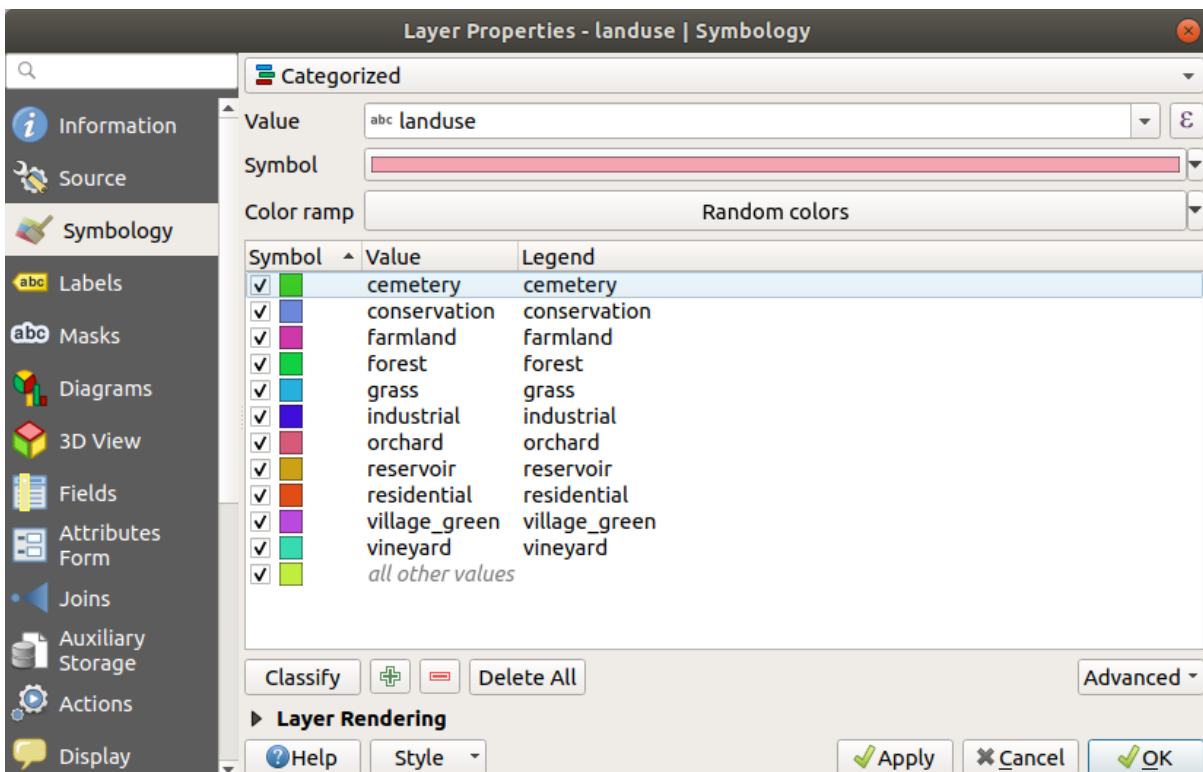 Layer Properties - landuse | Symbology
Information
Source
Symbology
abc Labels
abc Masks
Diagrams
3D View
Fields
Attributes
Form
Joins
Auxiliary
Storage
Actions
Display
Categorized
Value abc landuse ε
Symbol
Color ramp Random colors
Symbol Value Legend
cemetery cemetery
conservation conservation
farmland farmland
forest forest
grass grass
industrial industrial
orchard orchard
reservoir reservoir
residential residential
village_green village_green
vineyard vineyard
all other values
Classify Delete All Advanced
Layer Rendering
Help Style Apply Cancel OK